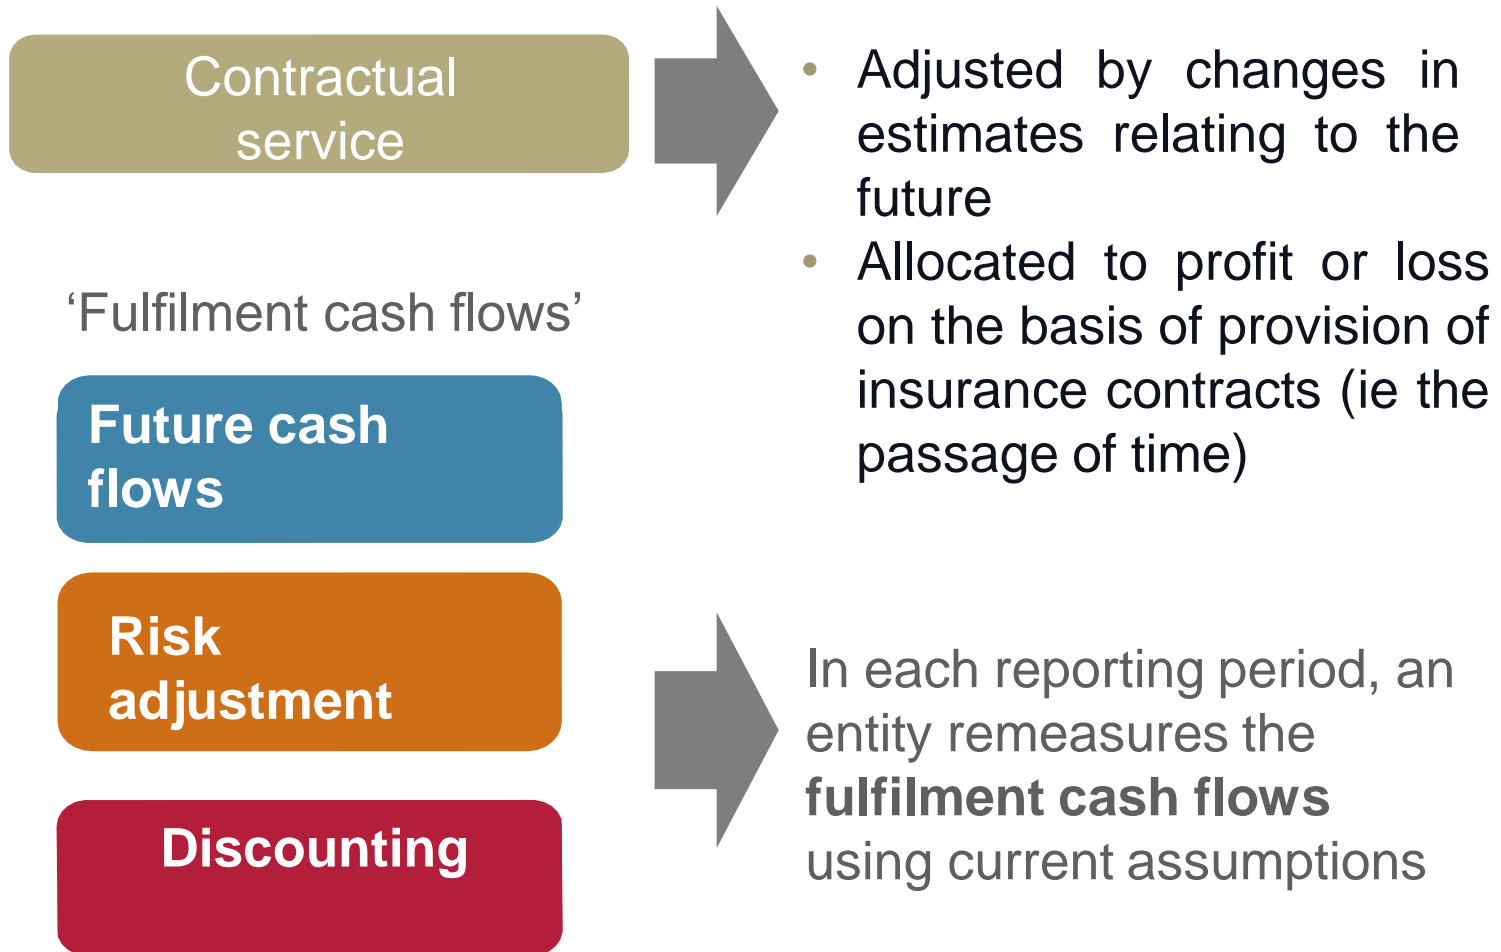 Contractual
service
• Adjusted by changes in
estimates relating to the
future
• Allocated to profit or loss
on the basis of provision of
insurance contracts (ie the
passage of time)
‘Fulfilment cash flows’
Future cash
flows
Risk
adjustment
Discounting
In each reporting period, an
entity remeasures the
fulfilment cash flows
using current assumptions